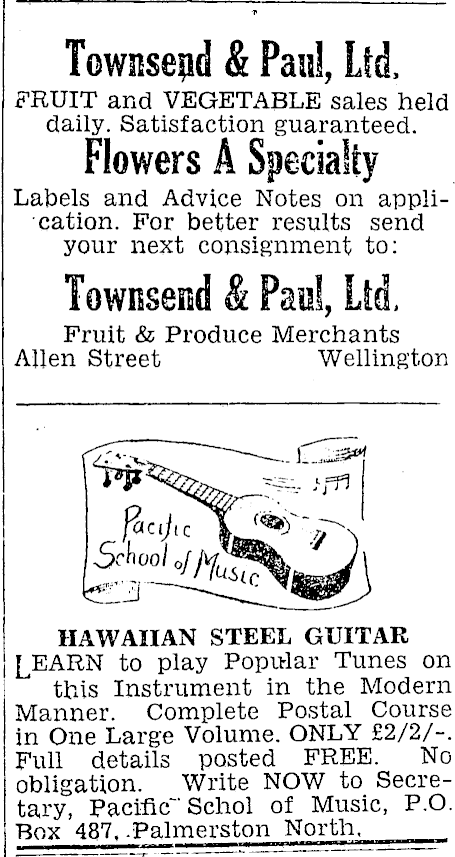 Townsend & Paul, Ltd.
FRUIT and VEGETABLE sales held
daily. Satisfaction guaranteed.
Flowers A Specialty
Labels and Advice Notes on appli-
cation. For better results send
your next consignment to:
Townsend & Paul, Ltd.
Fruit & Produce Merchants
Allen Street Wellington
Pacific
School of Music
HAWAIIAN STEEL GUITAR
LEARN to play Popular Tunes on
this Instrument in the Modern
Manner. Complete Postal Course
in One Large Volume. ONLY £2/2/-.
Full details posted FREE. No
obligation. Write NOW to Secre-
tary, Pacific Schol of Music, P.O.
Box 487, Palmerston North.